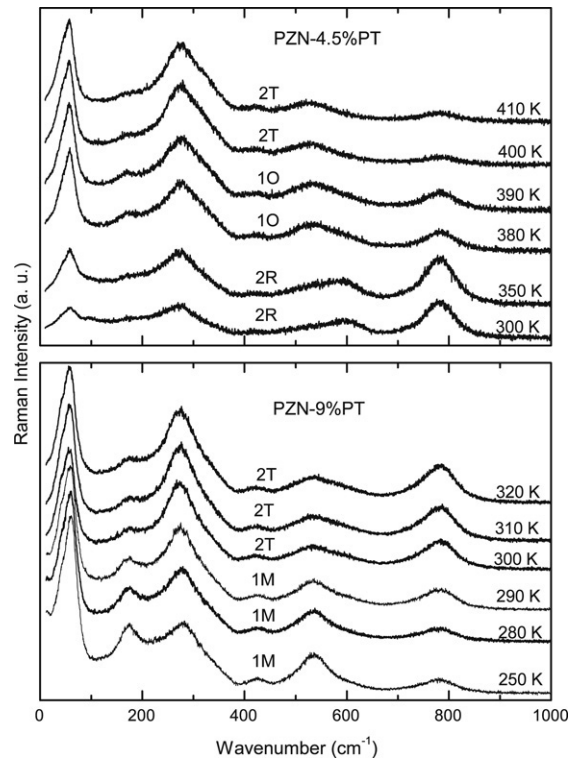 PZN-4.5%PT
2T
410 K
2T
400 K
1O
390 K
1O
380 K
2R
350 K
2R
300 K
Raman Intensity (a. u.)
PZN-9%PT
2T
320 K
2T
310 K
2T
300 K
1M
290 K
1M
280 K
1M
250 K
0 200 400 600 800 1000
Wavenumber (cm⁻¹)